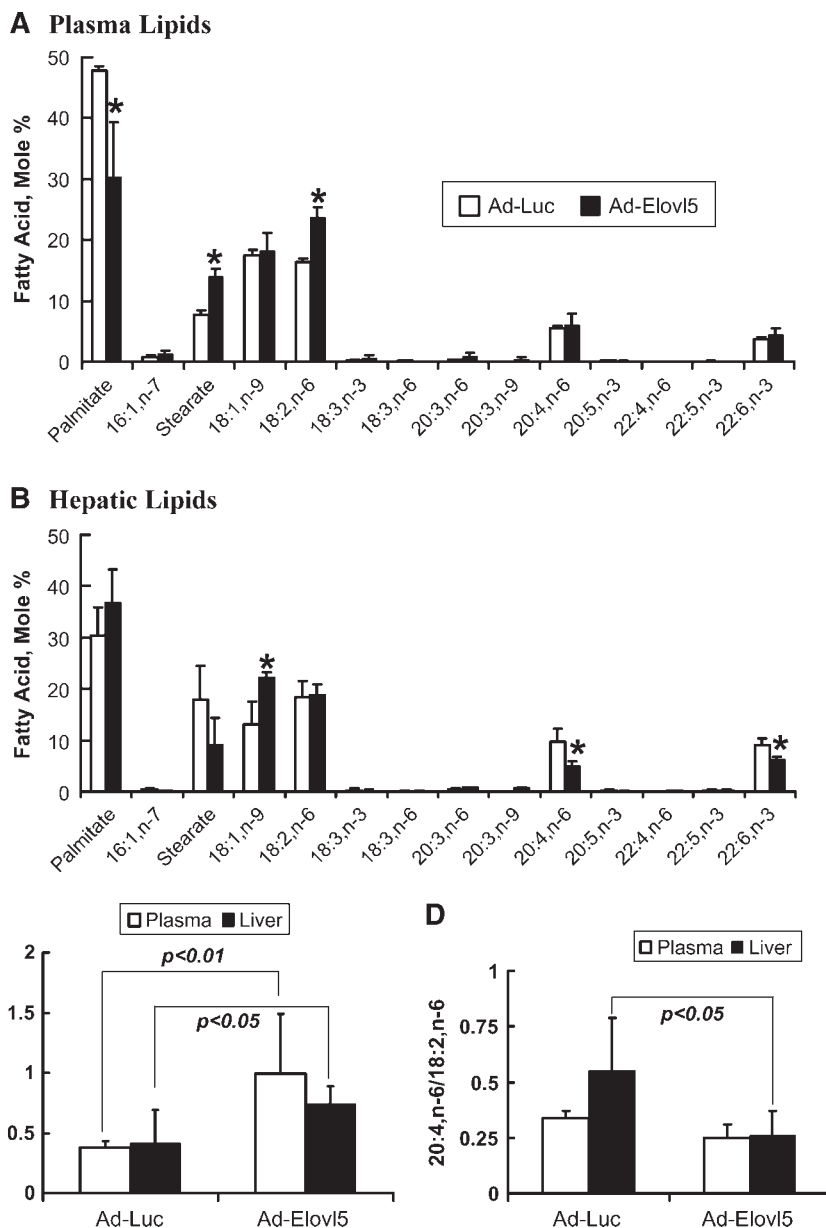 A Plasma Lipids
50
40
30
20
10
0
Fatty Acid, Mole %
*
*
*
Ad-Luc Ad-Elovl5
Palmitate
16:1,n-7
Stearate
18:1,n-9
18:2,n-6
18:3,n-3
18:3,n-6
20:3,n-6
20:3,n-9
20:4,n-6
20:5,n-3
22:4,n-6
22:5,n-3
22:6,n-3
B Hepatic Lipids
50
40
30
20
10
0
Fatty Acid, Mole %
*
*
*
Palmitate
16:1,n-7
Stearate
18:1,n-9
18:2,n-6
18:3,n-3
18:3,n-6
20:3,n-6
20:3,n-9
20:4,n-6
20:5,n-3
22:4,n-6
22:5,n-3
22:6,n-3
Plasma Liver
2
1.5
1
0.5
0
p<0.01
p<0.05
Ad-Luc
Ad-Elovl5
D
Plasma Liver
20:4,n-6/18:2,n-6
1
0.75
0.5
0.25
0
p<0.05
Ad-Luc
Ad-Elovl5